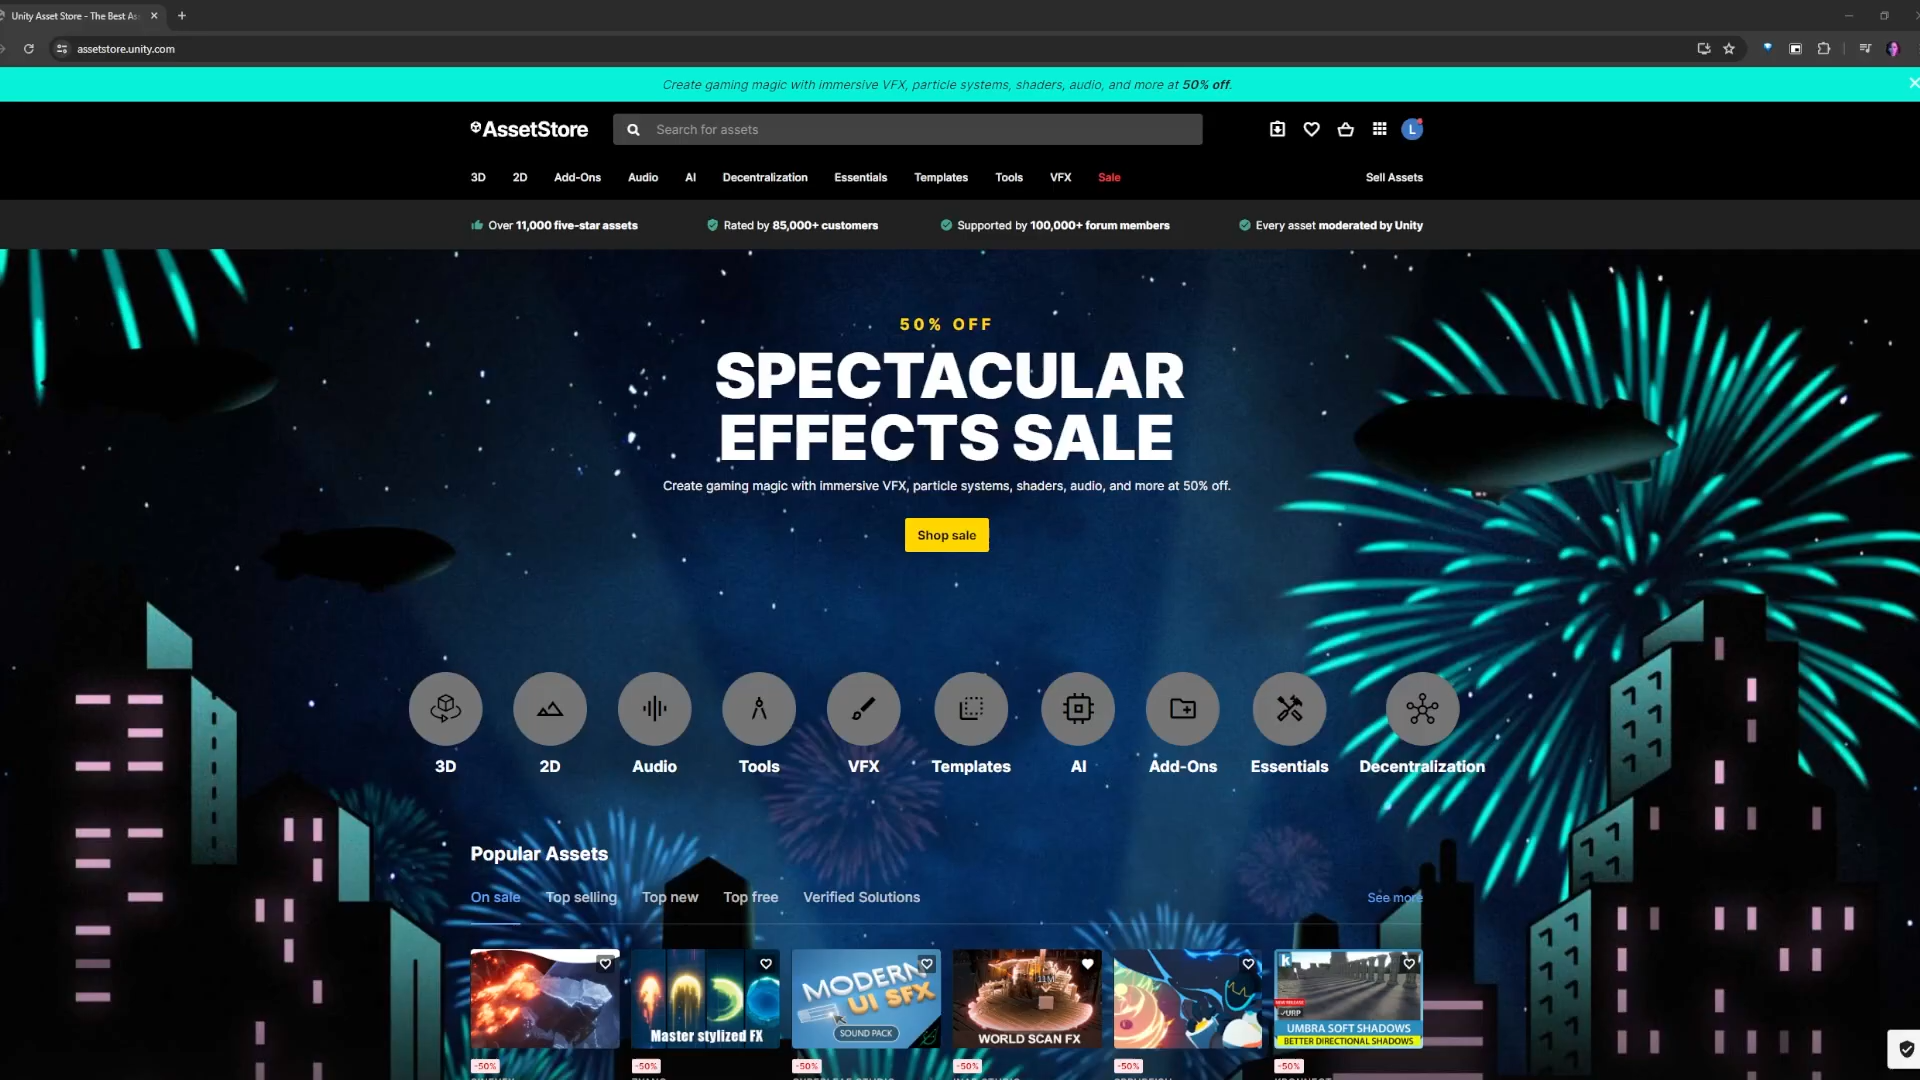 Unity Asset Store - The Best As
assetstore.unity.com
Create gaming magic with immersive VFX, particle systems, shaders, audio, and more at 50% off.
AssetStore
Search for assets
L
3D 2D Add-Ons Audio AI Decentralization Essentials Templates Tools VFX Sale Sell Assets
Over 11,000 five-star assets Rated by 85,000+ customers Supported by 100,000+ forum members Every asset moderated by Unity
50% OFF
SPECTACULAR
EFFECTS SALE
Create gaming magic with immersive VFX, particle systems, shaders, audio, and more at 50% off.
Shop sale
3D 2D Audio Tools VFX Templates AI Add-Ons Essentials Decentralization
Popular Assets
On sale Top selling Top new Top free Verified Solutions See more
Master stylized FX
MODERN
UI SFX
SOUND PACK
WORLD SCAN FX
k
NEW RELEASE
URP
UMBRA SOFT SHADOWS
BETTER DIRECTIONAL SHADOWS
-50% -50% -50% -50% -50% -50%